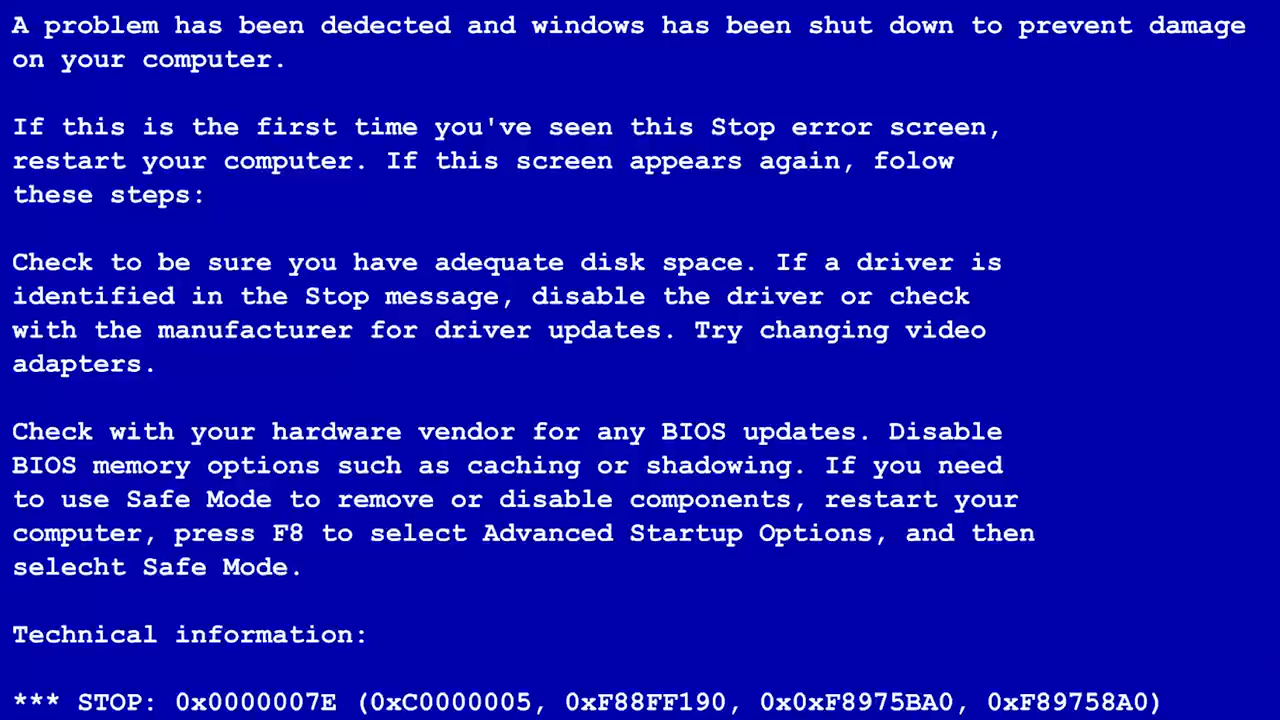 A problem has been dedected and windows has been shut down to prevent damage
on your computer.
If this is the first time you've seen this Stop error screen,
restart your computer. If this screen appears again, folow
these steps:
Check to be sure you have adequate disk space. If a driver is
identified in the Stop message, disable the driver or check
with the manufacturer for driver updates. Try changing video
adapters.
Check with your hardware vendor for any BIOS updates. Disable
BIOS memory options such as caching or shadowing. If you need
to use Safe Mode to remove or disable components, restart your
computer, press F8 to select Advanced Startup Options, and then
selecht Safe Mode.
Technical information:
*** STOP: 0x0000007E (0xC0000005, 0xF88FF190, 0x0xF8975BA0, 0xF89758A0)